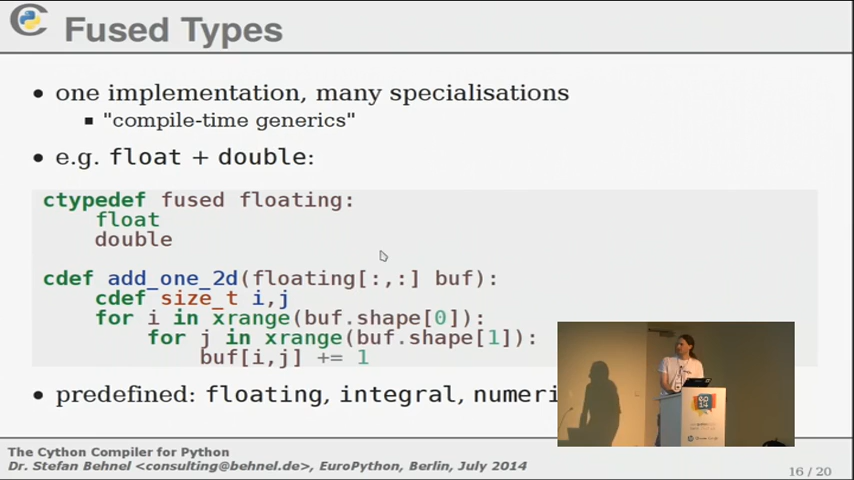 Fused Types
• one implementation, many specialisations
▪ "compile-time generics"
• e.g. float + double:
ctypedef fused floating:
float
double
cdef add_one_2d(floating[:,:] buf):
cdef size_t i,j
for i in xrange(buf.shape[0]):
for j in xrange(buf.shape[1]):
buf[i,j] += 1
• predefined: floating, integral, numeri
The Cython Compiler for Python
Dr. Stefan Behnel <consulting@behnel.de>, EuroPython, Berlin, July 2014
16 / 20